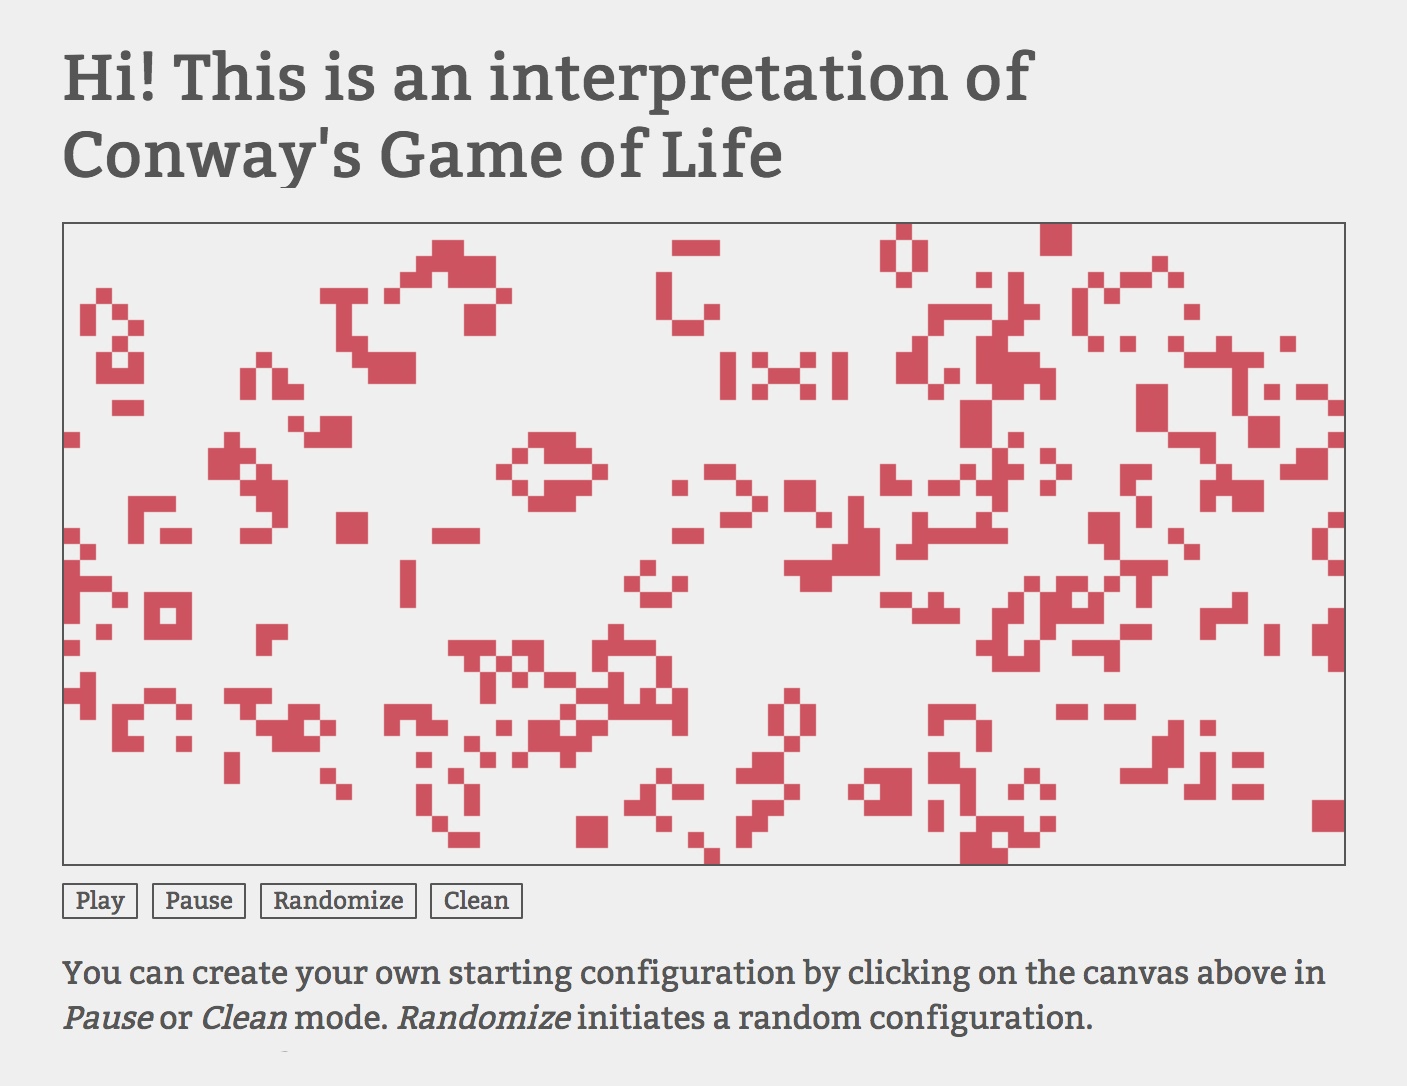 Hi! This is an interpretation of
Conway's Game of Life
Play Pause Randomize Clean
You can create your own starting configuration by clicking on the canvas above in
Pause or Clean mode. Randomize initiates a random configuration.